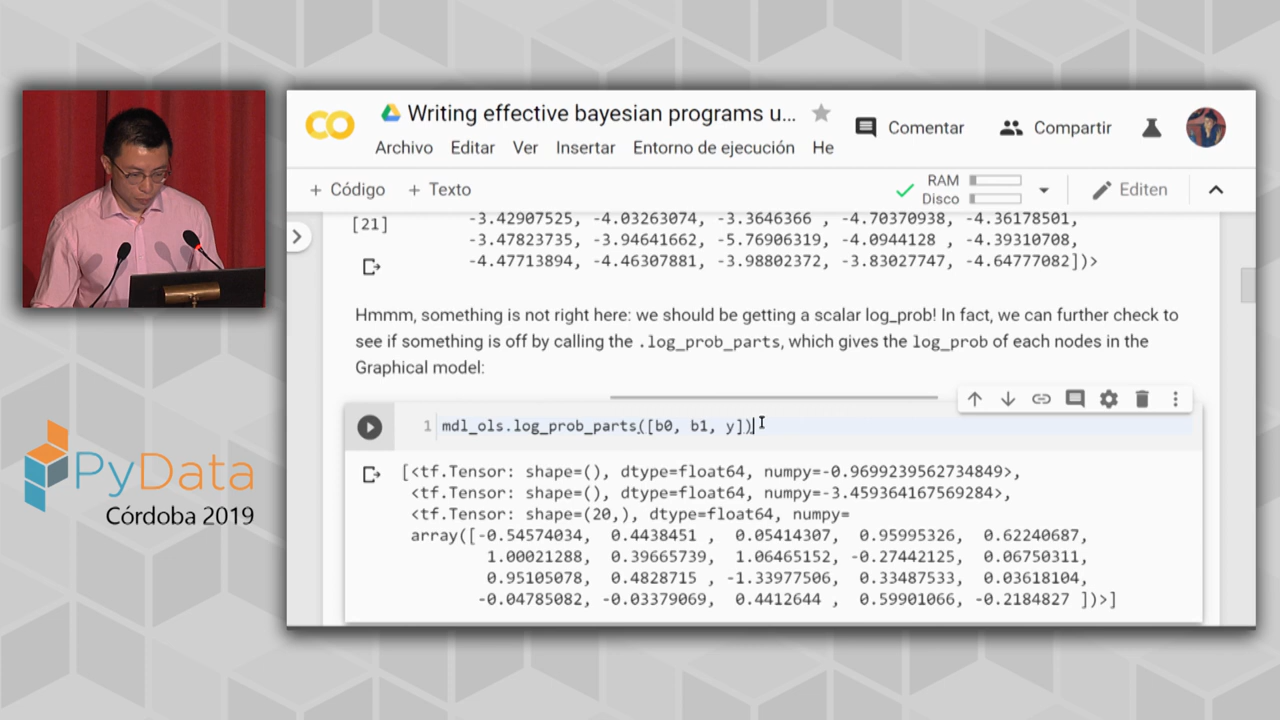 CO
Writing effective bayesian programs u...
Comentar
Compartir
Archivo Editar Ver Insertar Entorno de ejecución He
+ Código + Texto
RAM
Disco
Editen
[21]
-3.42907525, -4.03263074, -3.3646366 , -4.70370938, -4.36178501,
-3.47823735, -3.94641662, -5.76906319, -4.0944128 , -4.39310708,
-4.47713894, -4.46307881, -3.98802372, -3.83027747, -4.64777082])>
Hmmm, something is not right here: we should be getting a scalar log_prob! In fact, we can further check to
see if something is off by calling the .log_prob_parts, which gives the log_prob of each nodes in the
Graphical model:
1 mdl_ols.log_prob_parts([b0, b1, y])
[<tf.Tensor: shape=(), dtype=float64, numpy=-0.9699239562734849>,
<tf.Tensor: shape=(), dtype=float64, numpy=-3.459364167569284>,
<tf.Tensor: shape=(20,), dtype=float64, numpy=
array([-0.54574034, 0.4438451 , 0.05414307, 0.95995326, 0.62240687,
1.00021288, 0.39665739, 1.06465152, -0.27442125, 0.06750311,
0.95105078, 0.4828715 , -1.33977506, 0.33487533, 0.03618104,
-0.04785082, -0.03379069, 0.4412644 , 0.59901066, -0.2184827 ])>]
PyData
Córdoba 2019